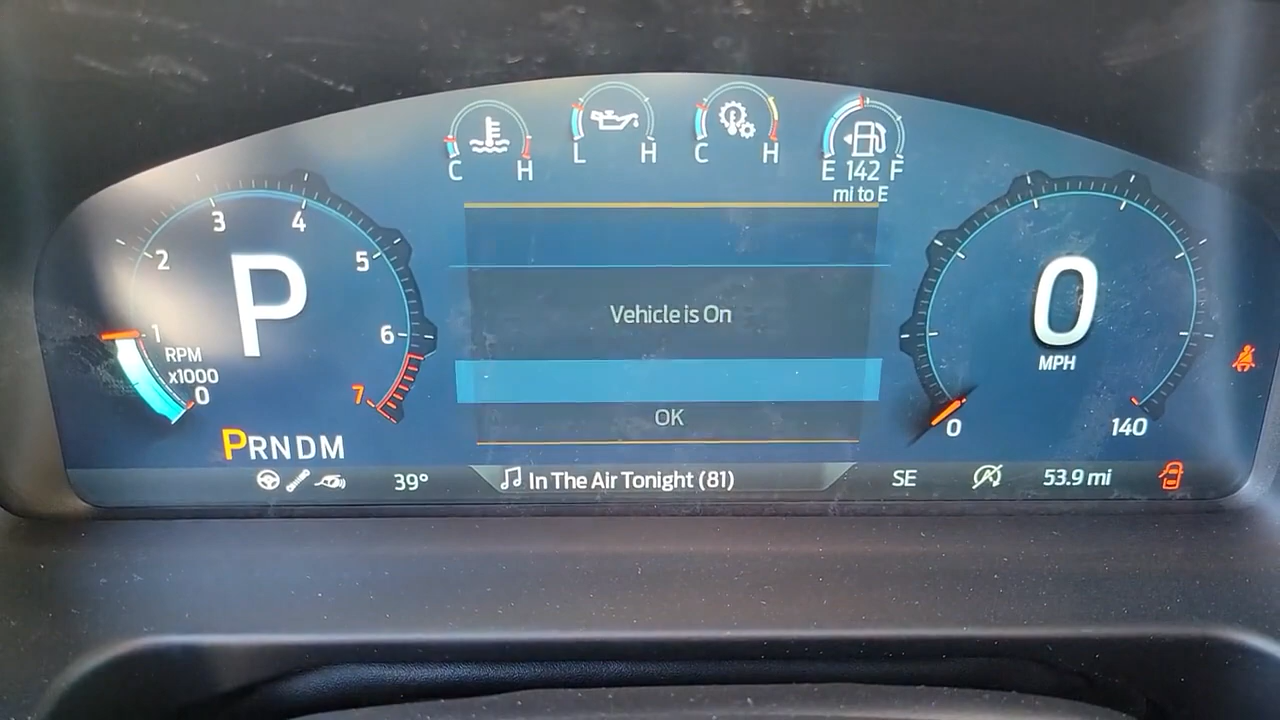 C H
L H
C H
E 142 F
mi to E
0
1
2
3
4
5
6
7
RPM
x1000
P
PRNDM
Vehicle is On
OK
0
MPH
0
140
39°
In The Air Tonight (81)
SE
53.9 mi